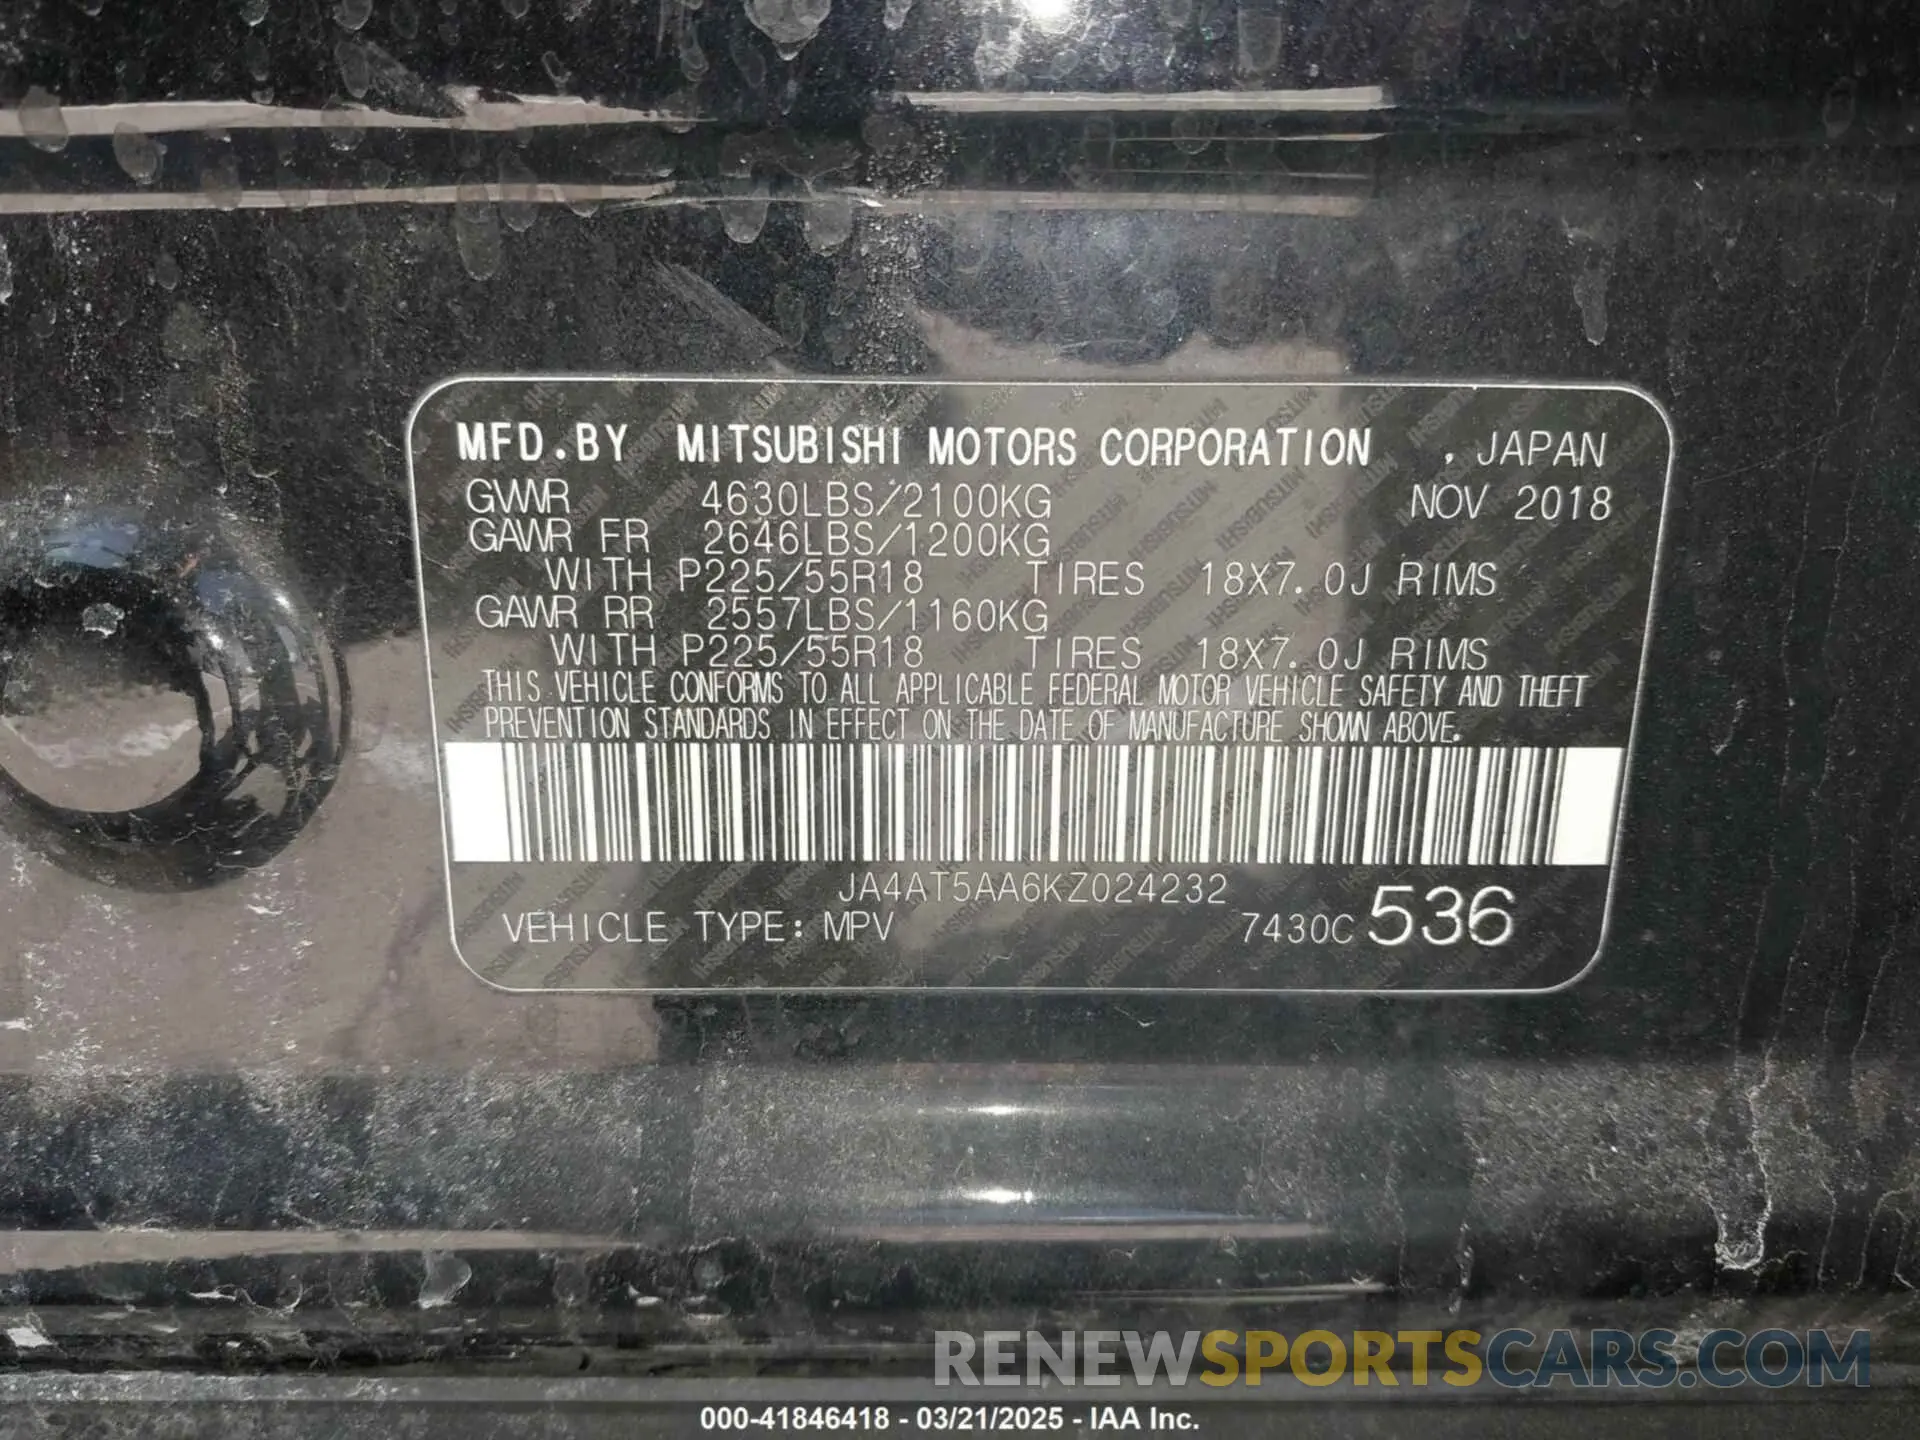 MFD.BY MITSUBISHI MOTORS CORPORATION , JAPAN
GVWR 4630LBS/2100KG NOV 2018
GAWR FR 2646LBS/1200KG
WITH P225/55R18 TIRES 18X7.0J RIMS
GAWR RR 2557LBS/1160KG
WITH P225/55R18 TIRES 18X7.0J RIMS
THIS VEHICLE CONFORMS TO ALL APPLICABLE FEDERAL MOTOR VEHICLE SAFETY AND THEFT
PREVENTION STANDARDS IN EFFECT ON THE DATE OF MANUFACTURE SHOWN ABOVE.
JA4AT5AA6KZ024232
VEHICLE TYPE: MPV 7430C 536
RENEWSPORTSCARS.COM
000-41846418 - 03/21/2025 - IAA Inc.